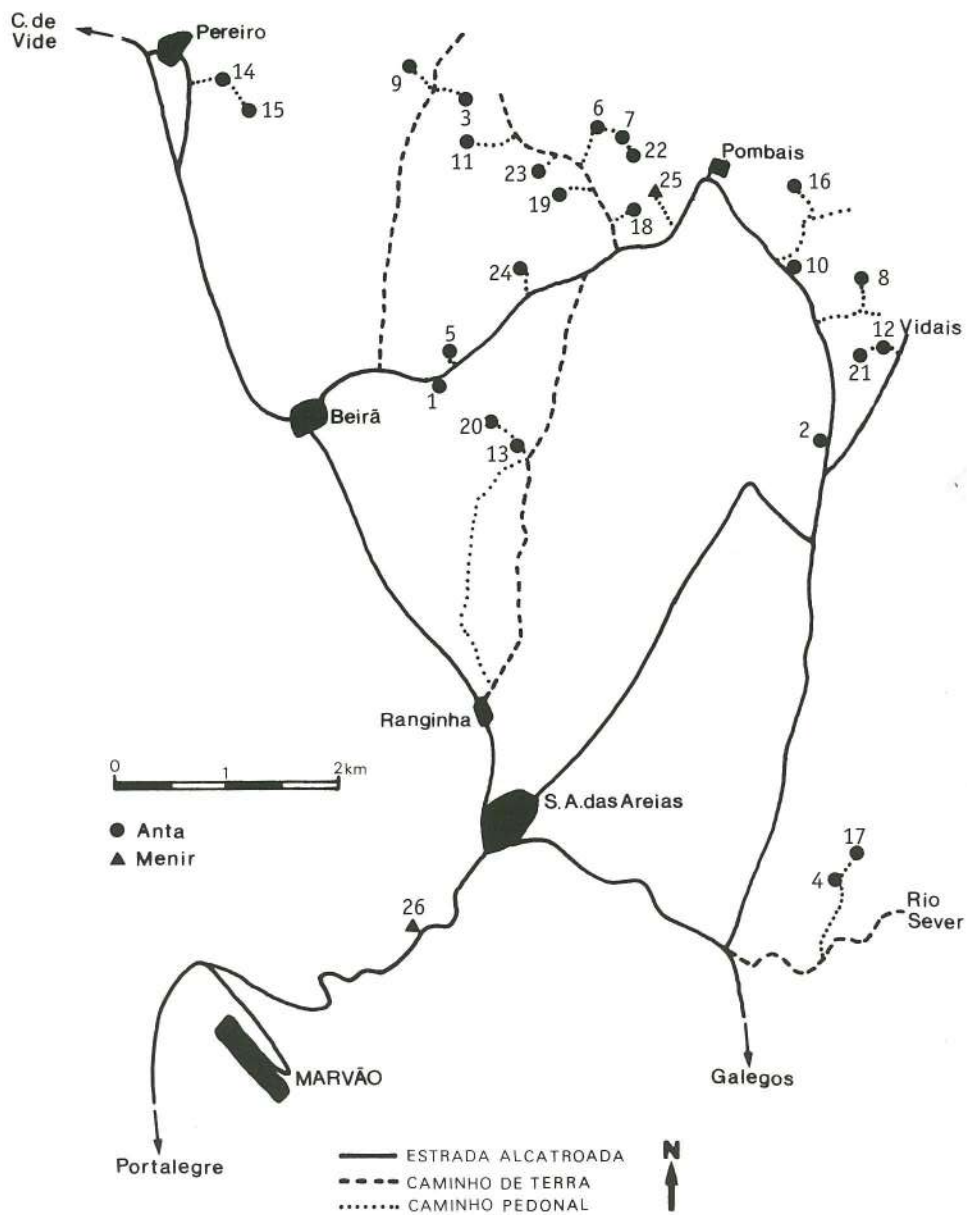 C. de
Vide
Pereiro
14
15
9
3
11
6
7
22
23
19
18
25
Pombais
16
10
8
12
Vidais
21
24
5
1
Beirã
20
13
2
Ranginha
0 1 2km
S. A. das Areias
Anta
Menir
17
4
Rio
Sever
26
MARVÃO
Galegos
Portalegre
ESTRADA ALCATROADA
CAMINHO DE TERRA
CAMINHO PEDONAL
N